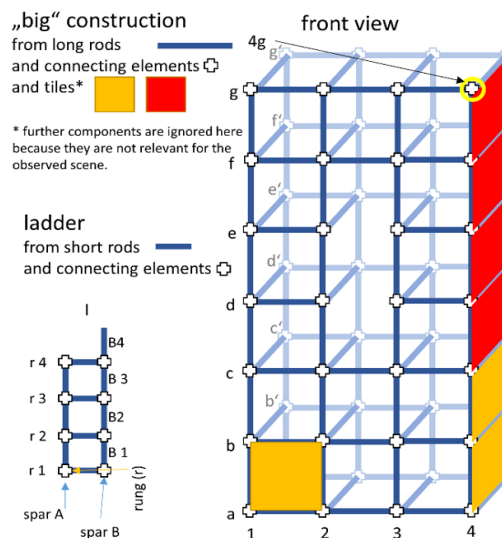 „big“ construction
from long rods
and connecting elements
and tiles*
* further components are ignored here
because they are not relevant for the
observed scene.
ladder
from short rods
and connecting elements
I
B4
r 4
B 3
r 3
B2
r 2
B 1
r 1
rung (r)
spar A
spar B
front view
4g
g‘
g
f‘
f
e‘
e
d‘
d
c‘
c
b‘
b
a
1 2 3 4